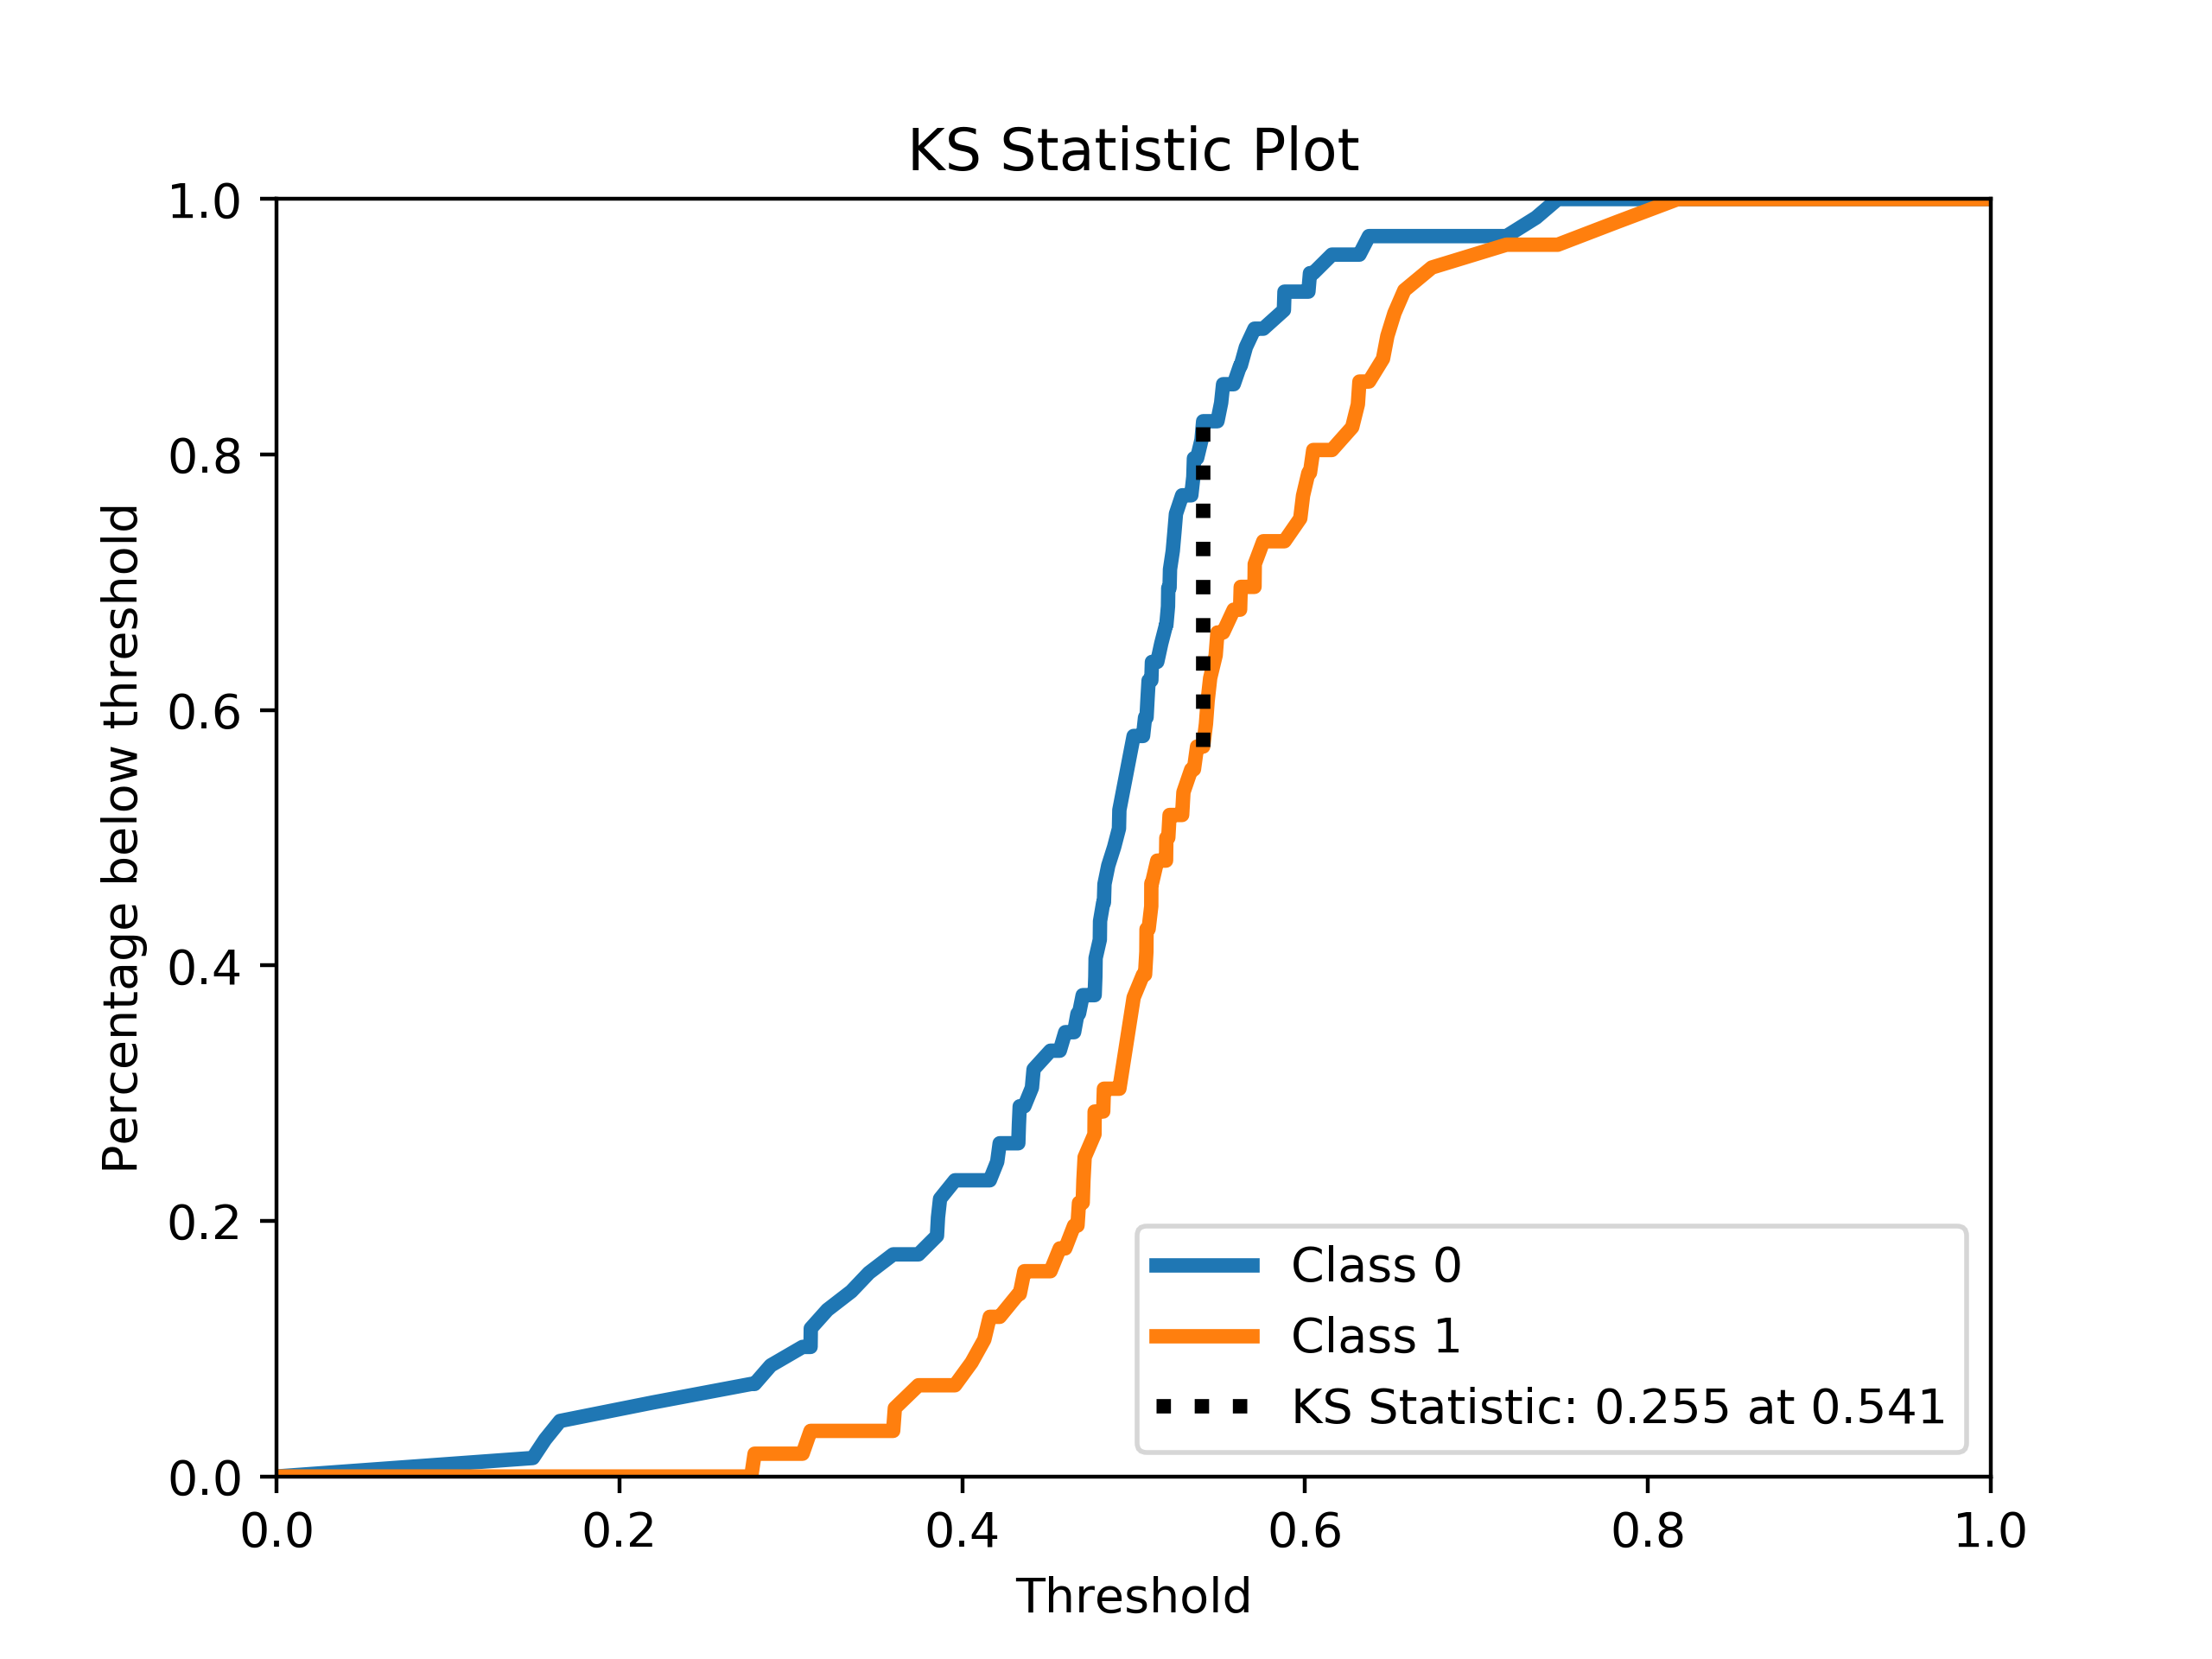 KS Statistic Plot
1.0
0.8
0.6
0.4
0.2
0.0
Percentage below threshold
Class 0
Class 1
KS Statistic: 0.255 at 0.541
0.0 0.2 0.4 0.6 0.8 1.0
Threshold